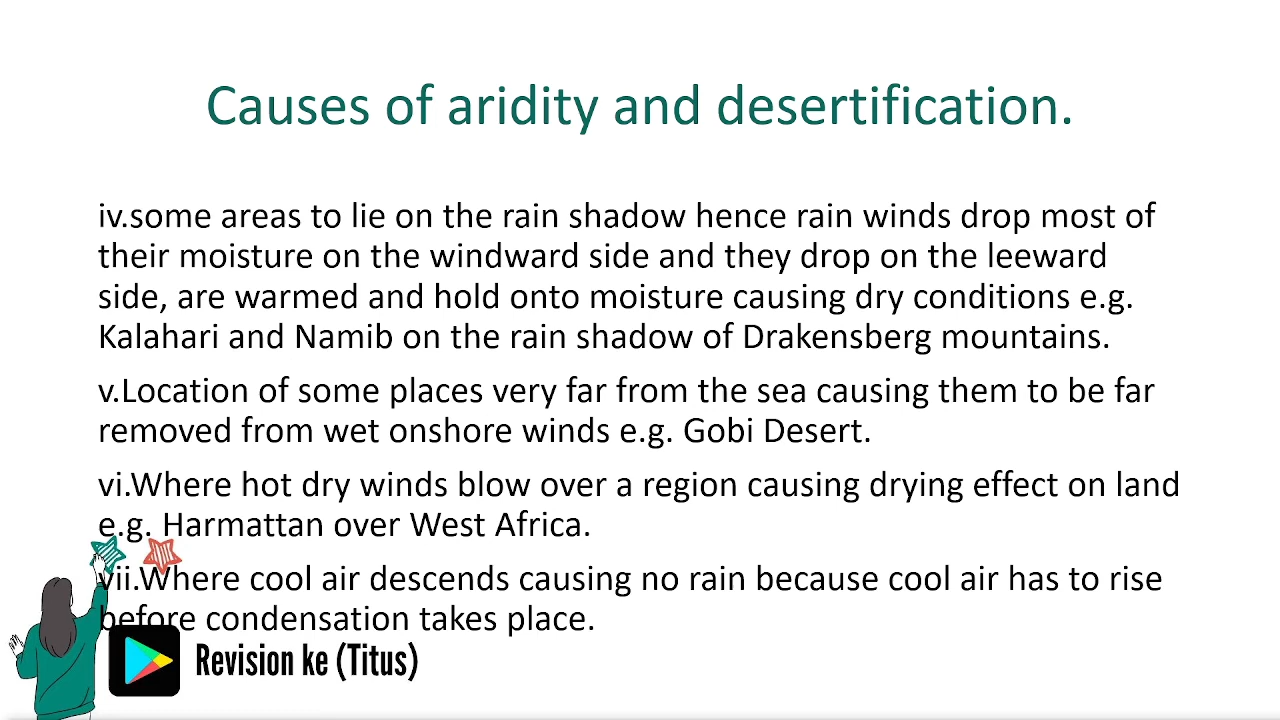 Causes of aridity and desertification.
iv.some areas to lie on the rain shadow hence rain winds drop most of
their moisture on the windward side and they drop on the leeward
side, are warmed and hold onto moisture causing dry conditions e.g.
Kalahari and Namib on the rain shadow of Drakensberg mountains.
v.Location of some places very far from the sea causing them to be far
removed from wet onshore winds e.g. Gobi Desert.
vi.Where hot dry winds blow over a region causing drying effect on land
e.g. Harmattan over West Africa.
vii.Where cool air descends causing no rain because cool air has to rise
before condensation takes place.
Revision ke (Titus)